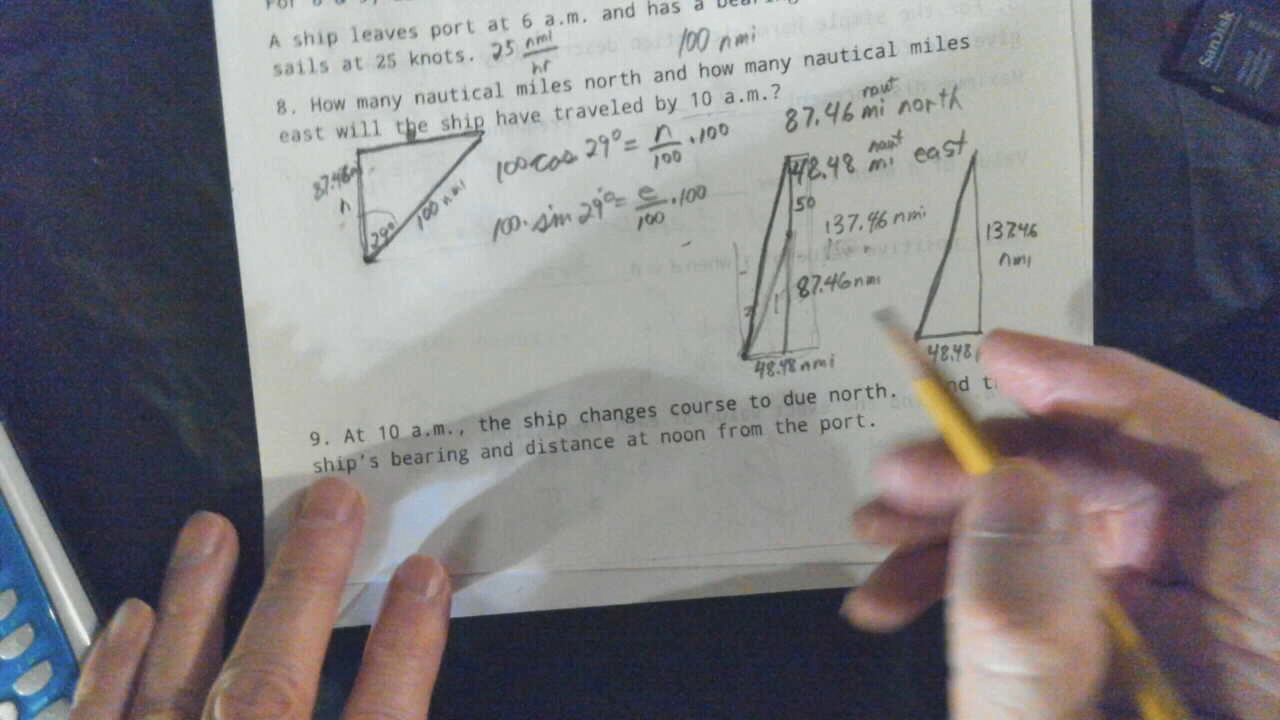 A ship leaves port at 6 a.m. and has a
sails at 25 knots. 25 nmi/hr 100 nmi
8. How many nautical miles north and how many nautical miles
east will the ship have traveled by 10 a.m.?
87.46 naut mi north
48.48 naut mi east
100 cos 29° = n/100 · 100
100 · sin 29° = e/100 · 100
87.46
n
29°
100 nmi
50
137.46 nmi
87.46 nmi
48.48 nmi
137.46
nmi
48.48
9. At 10 a.m., the ship changes course to due north.
ship's bearing and distance at noon from the port.
SanDisk